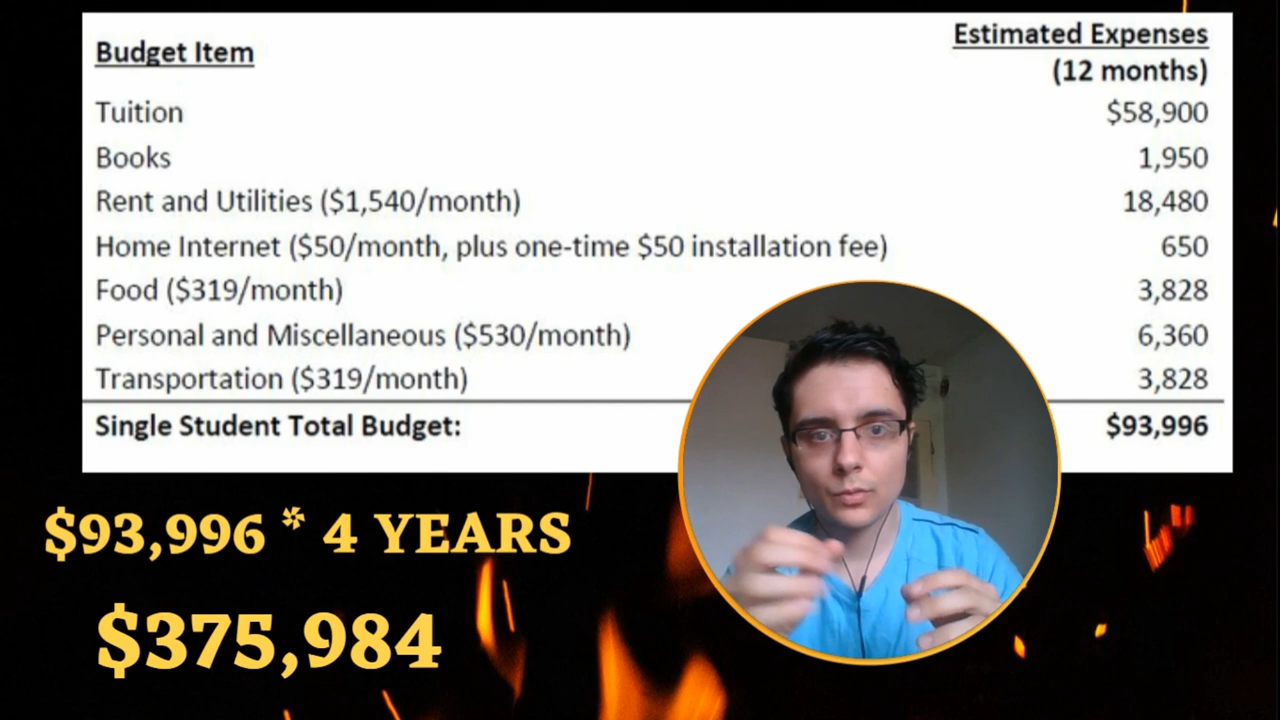 Budget Item
Estimated Expenses
(12 months)
Tuition $58,900
Books 1,950
Rent and Utilities ($1,540/month) 18,480
Home Internet ($50/month, plus one-time $50 installation fee) 650
Food ($319/month) 3,828
Personal and Miscellaneous ($530/month) 6,360
Transportation ($319/month) 3,828
Single Student Total Budget: $93,996
$93,996 * 4 YEARS
$375,984